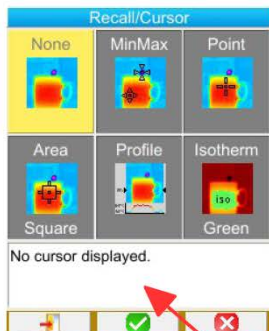 Recall/Cursor
None MinMax Point
Area Profile Isotherm
iso
Square Green
No cursor displayed.